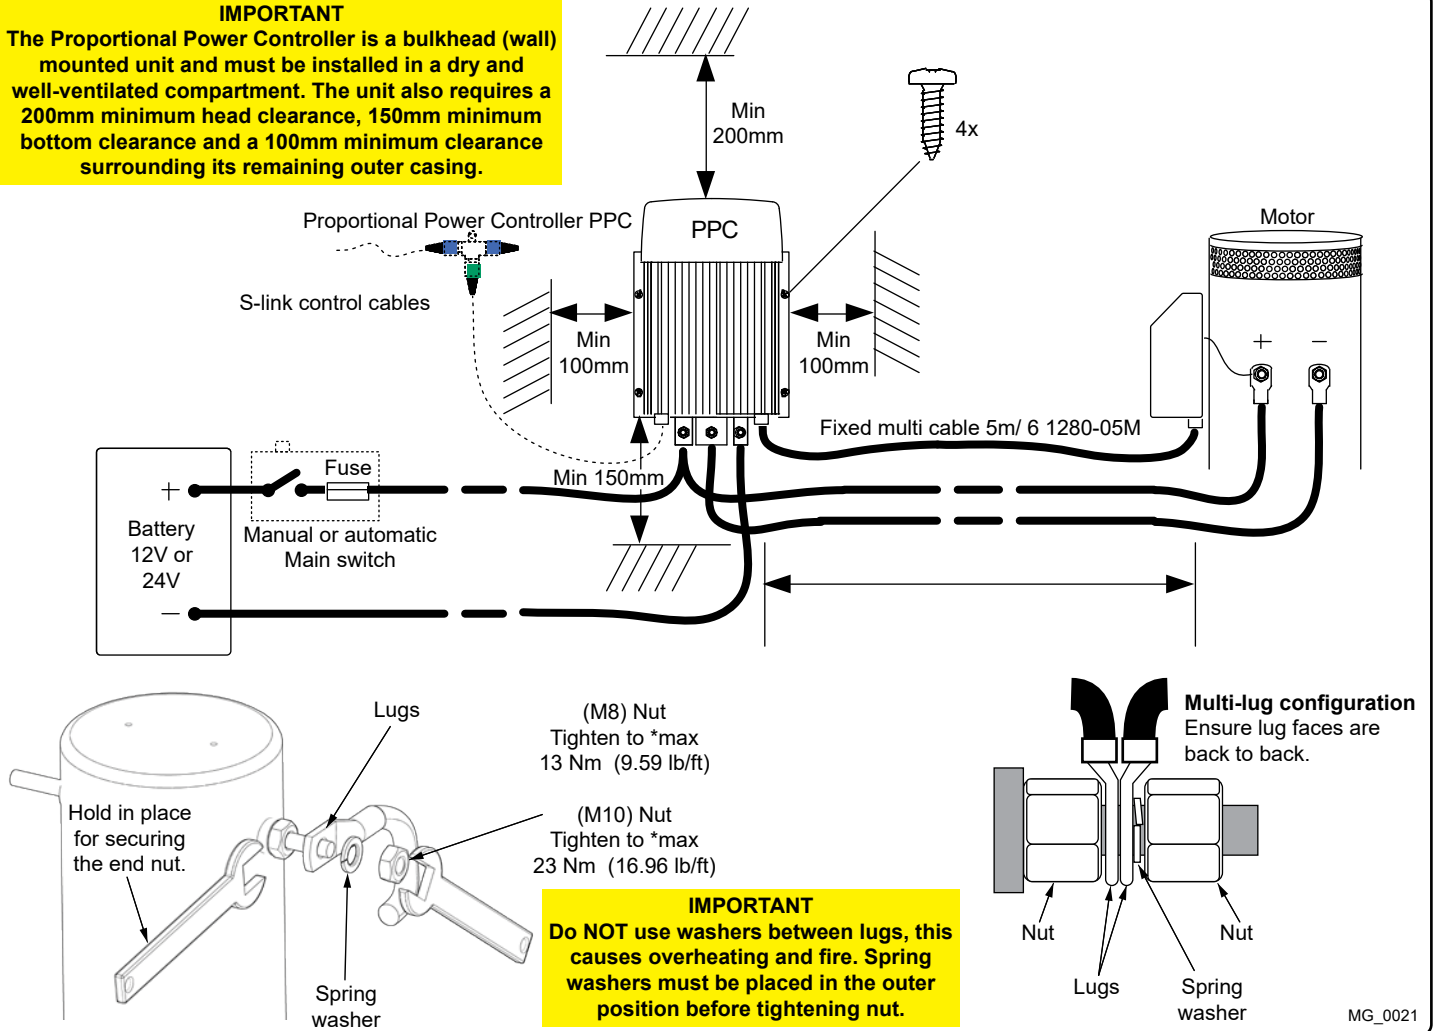 IMPORTANT
The Proportional Power Controller is a bulkhead (wall)
mounted unit and must be installed in a dry and
well-ventilated compartment. The unit also requires a
200mm minimum head clearance, 150mm minimum
bottom clearance and a 100mm minimum clearance
surrounding its remaining outer casing.
Min
200mm
4x
Proportional Power Controller PPC
PPC
Motor
S-link control cables
Min
100mm
Min
100mm
+ −
Fixed multi cable 5m/ 6 1280-05M
Min 150mm
Fuse
+
Battery
12V or
24V
−
Manual or automatic
Main switch
Lugs
(M8) Nut
Tighten to *max
13 Nm (9.59 lb/ft)
(M10) Nut
Tighten to *max
23 Nm (16.96 lb/ft)
Hold in place
for securing
the end nut.
Spring
washer
IMPORTANT
Do NOT use washers between lugs, this
causes overheating and fire. Spring
washers must be placed in the outer
position before tightening nut.
Multi-lug configuration
Ensure lug faces are
back to back.
Nut
Nut
Lugs
Spring
washer
MG_0021